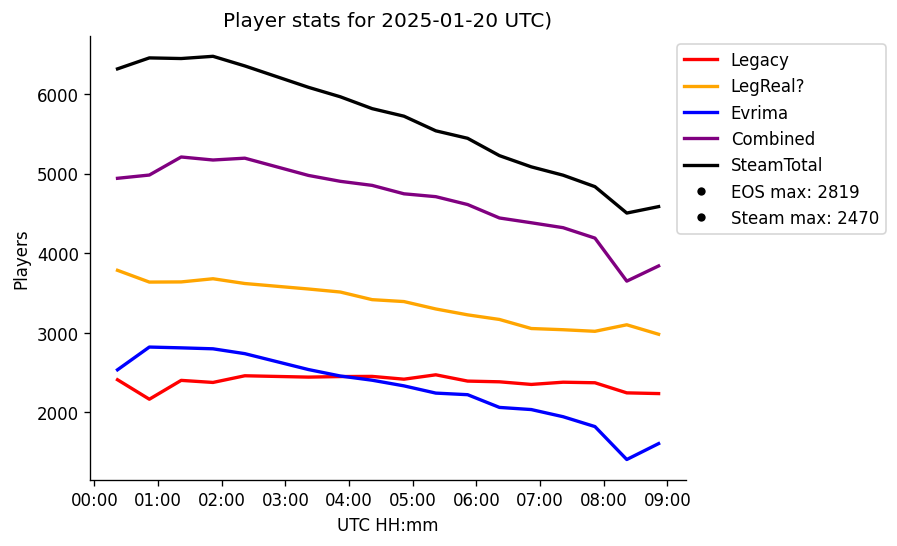 Player stats for 2025-01-20 UTC)
Legacy
LegReal?
Evrima
Combined
SteamTotal
EOS max: 2819
Steam max: 2470
Players
6000
5000
4000
3000
2000
00:00 01:00 02:00 03:00 04:00 05:00 06:00 07:00 08:00 09:00
UTC HH:mm